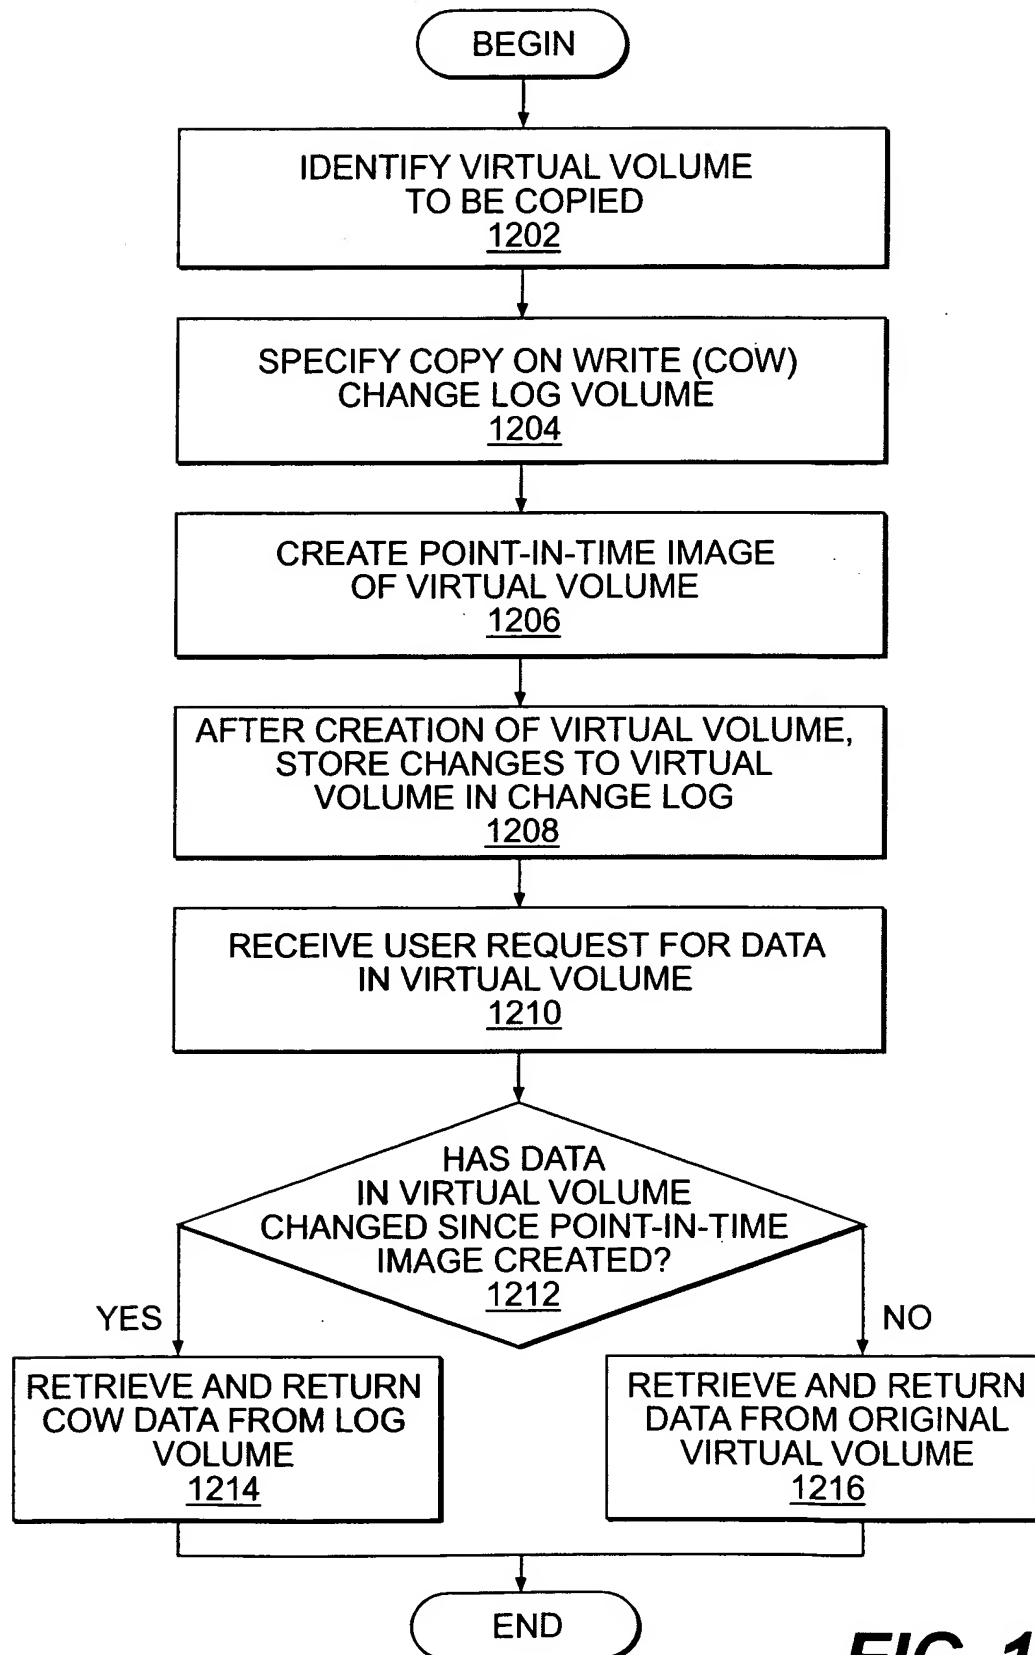 BEGIN
IDENTIFY VIRTUAL VOLUME
TO BE COPIED
1202
SPECIFY COPY ON WRITE (COW)
CHANGE LOG VOLUME
1204
CREATE POINT-IN-TIME IMAGE
OF VIRTUAL VOLUME
1206
AFTER CREATION OF VIRTUAL VOLUME,
STORE CHANGES TO VIRTUAL
VOLUME IN CHANGE LOG
1208
RECEIVE USER REQUEST FOR DATA
IN VIRTUAL VOLUME
1210
HAS DATA
IN VIRTUAL VOLUME
CHANGED SINCE POINT-IN-TIME
IMAGE CREATED?
1212
YES
NO
RETRIEVE AND RETURN
COW DATA FROM LOG
VOLUME
1214
RETRIEVE AND RETURN
DATA FROM ORIGINAL
VIRTUAL VOLUME
1216
END
FIG. 1